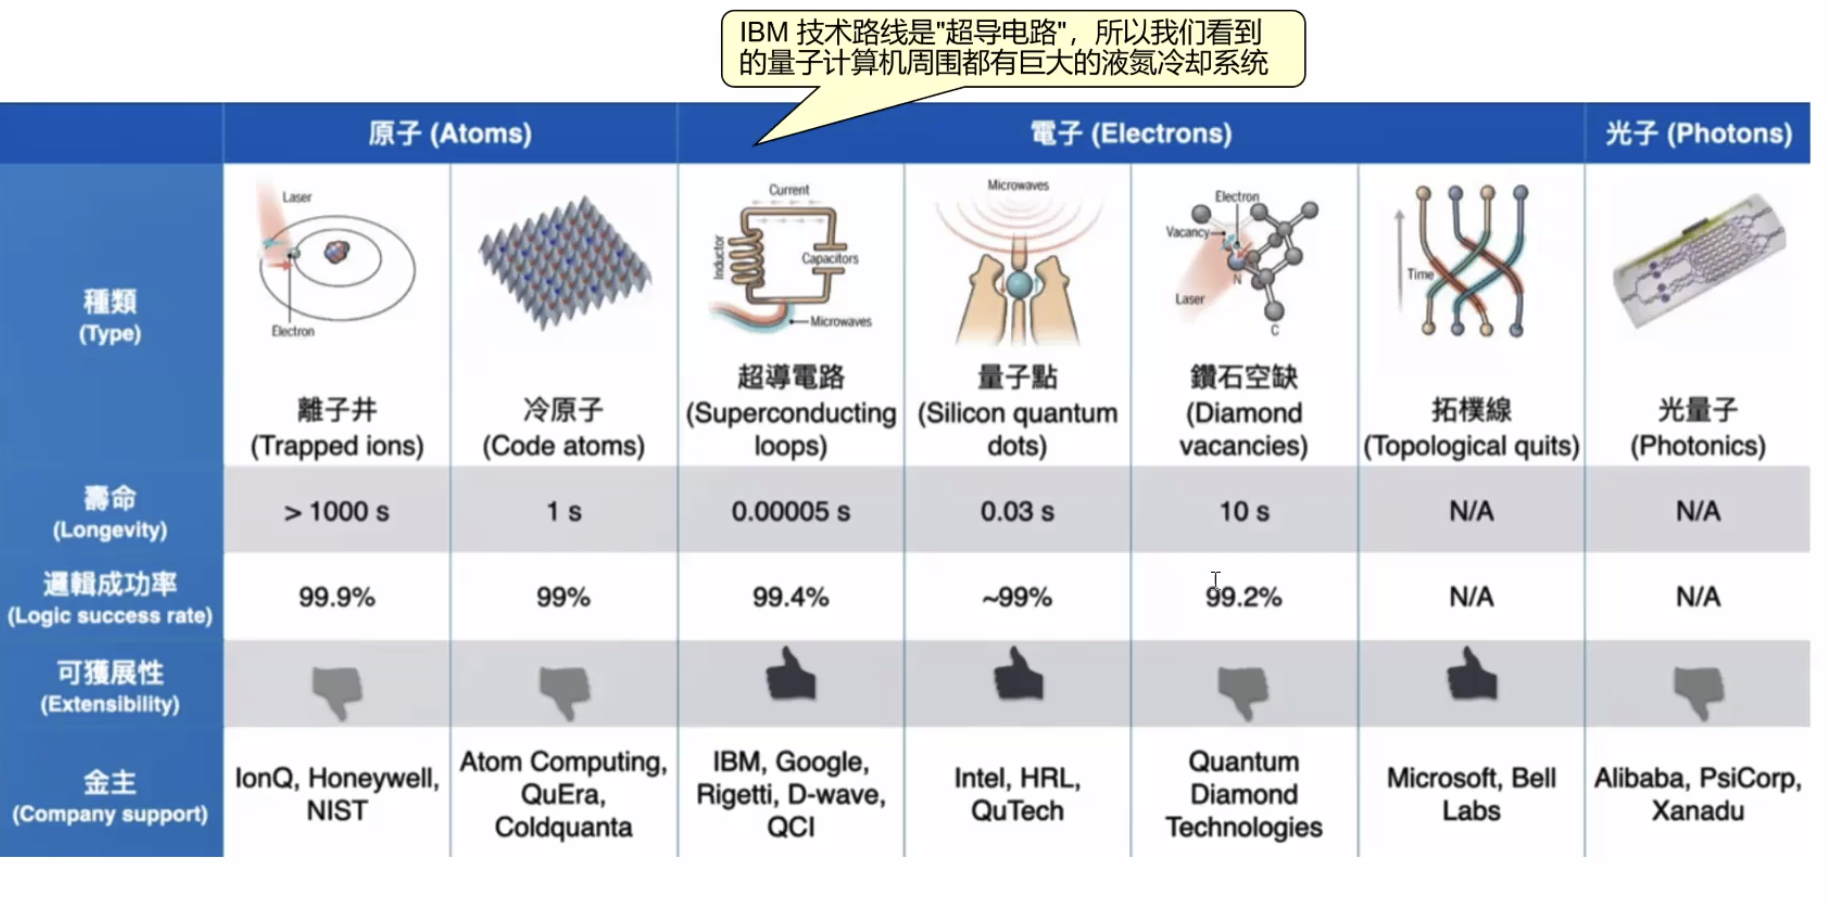 IBM 技术路线是"超导电路"，所以我们看到
的量子计算机周围都有巨大的液氮冷却系统
原子 (Atoms)
電子 (Electrons)
光子 (Photons)
種類
(Type)
Laser
Electron
離子井
(Trapped ions)
冷原子
(Code atoms)
Current
Inductor
Capacitors
Microwaves
超導電路
(Superconducting
loops)
Microwaves
量子點
(Silicon quantum
dots)
Electron
Vacancy
N
Laser
C
鑽石空缺
(Diamond
vacancies)
Time
拓樸線
(Topological quits)
光量子
(Photonics)
壽命
(Longevity)
> 1000 s
1 s
0.00005 s
0.03 s
10 s
N/A
N/A
邏輯成功率
(Logic success rate)
99.9%
99%
99.4%
~99%
99.2%
N/A
N/A
可獲展性
(Extensibility)
金主
(Company support)
IonQ, Honeywell,
NIST
Atom Computing,
QuEra,
Coldquanta
IBM, Google,
Rigetti, D-wave,
QCI
Intel, HRL,
QuTech
Quantum
Diamond
Technologies
Microsoft, Bell
Labs
Alibaba, PsiCorp,
Xanadu